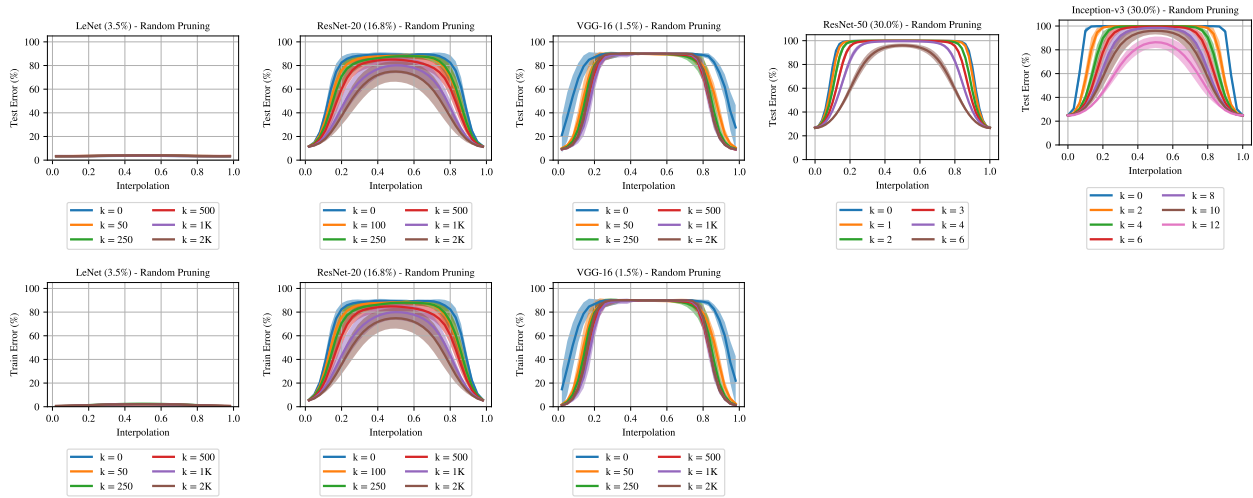 LeNet (3.5%) - Random Pruning
100
80
60
40
20
0
Test Error (%)
0.0 0.2 0.4 0.6 0.8 1.0
Interpolation
k = 0 k = 500
k = 50 k = 1K
k = 250 k = 2K
ResNet-20 (16.8%) - Random Pruning
100
80
60
40
20
0
Test Error (%)
0.0 0.2 0.4 0.6 0.8 1.0
Interpolation
k = 0 k = 500
k = 100 k = 1K
k = 250 k = 2K
VGG-16 (1.5%) - Random Pruning
100
80
60
40
20
0
Test Error (%)
0.0 0.2 0.4 0.6 0.8 1.0
Interpolation
k = 0 k = 500
k = 50 k = 1K
k = 250 k = 2K
ResNet-50 (30.0%) - Random Pruning
100
80
60
40
20
0
Test Error (%)
0.0 0.2 0.4 0.6 0.8 1.0
Interpolation
k = 0 k = 3
k = 1 k = 4
k = 2 k = 6
Inception-v3 (30.0%) - Random Pruning
100
80
60
40
20
0
Test Error (%)
0.0 0.2 0.4 0.6 0.8 1.0
Interpolation
k = 0 k = 8
k = 2 k = 10
k = 4 k = 12
k = 6
LeNet (3.5%) - Random Pruning
100
80
60
40
20
0
Train Error (%)
0.0 0.2 0.4 0.6 0.8 1.0
Interpolation
k = 0 k = 500
k = 50 k = 1K
k = 250 k = 2K
ResNet-20 (16.8%) - Random Pruning
100
80
60
40
20
0
Train Error (%)
0.0 0.2 0.4 0.6 0.8 1.0
Interpolation
k = 0 k = 500
k = 100 k = 1K
k = 250 k = 2K
VGG-16 (1.5%) - Random Pruning
100
80
60
40
20
0
Train Error (%)
0.0 0.2 0.4 0.6 0.8 1.0
Interpolation
k = 0 k = 500
k = 50 k = 1K
k = 250 k = 2K